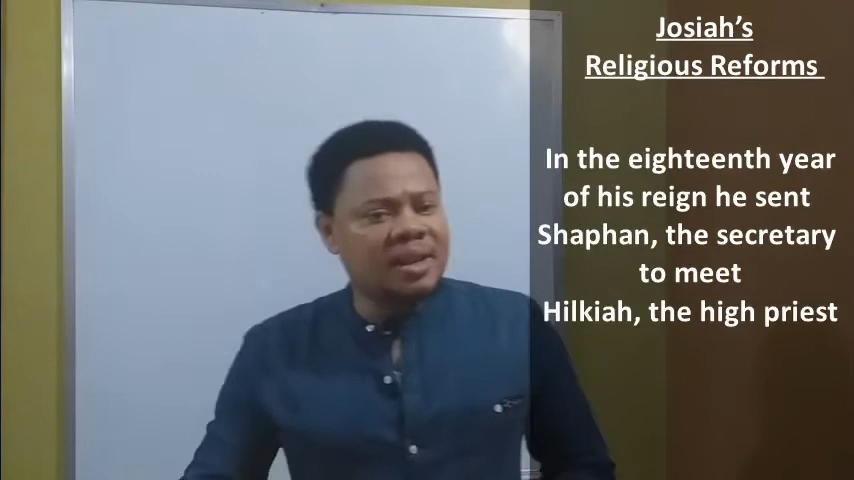 Josiah’s
Religious Reforms
In the eighteenth year
of his reign he sent
Shaphan, the secretary
to meet
Hilkiah, the high priest